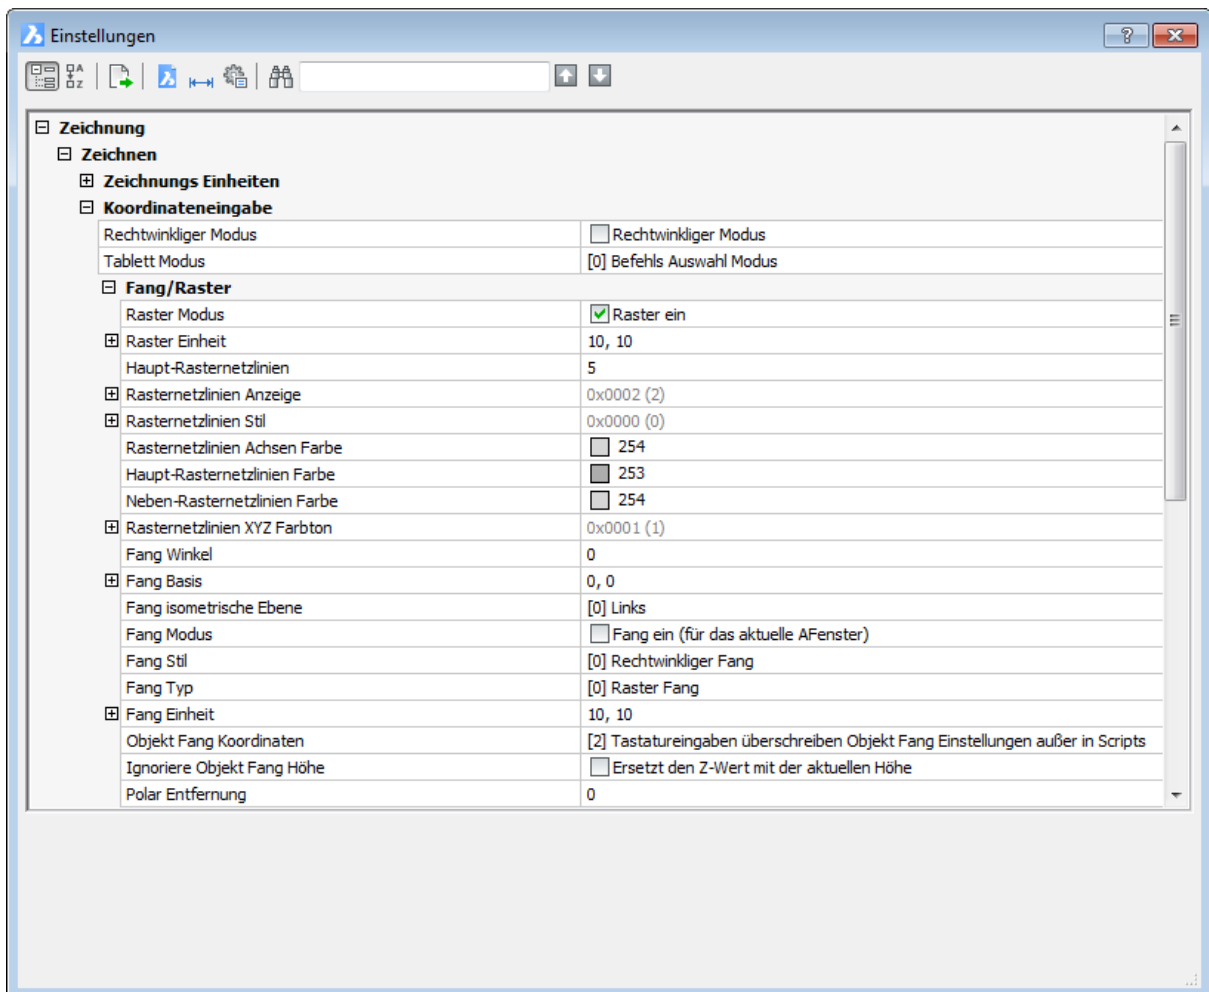 Einstellungen
Zeichnung
Zeichnen
Zeichnungs Einheiten
Koordinateneingabe
Rechtwinkliger Modus Rechtwinkliger Modus
Tablett Modus [0] Befehls Auswahl Modus
Fang/Raster
Raster Modus Raster ein
Raster Einheit 10, 10
Haupt-Rasternetzlinien 5
Rasternetzlinien Anzeige 0x0002 (2)
Rasternetzlinien Stil 0x0000 (0)
Rasternetzlinien Achsen Farbe 254
Haupt-Rasternetzlinien Farbe 253
Neben-Rasternetzlinien Farbe 254
Rasternetzlinien XYZ Farbton 0x0001 (1)
Fang Winkel 0
Fang Basis 0, 0
Fang isometrische Ebene [0] Links
Fang Modus Fang ein (für das aktuelle AFenster)
Fang Stil [0] Rechtwinkliger Fang
Fang Typ [0] Raster Fang
Fang Einheit 10, 10
Objekt Fang Koordinaten [2] Tastatureingaben überschreiben Objekt Fang Einstellungen außer in Scripts
Ignoriere Objekt Fang Höhe Ersetzt den Z-Wert mit der aktuellen Höhe
Polar Entfernung 0